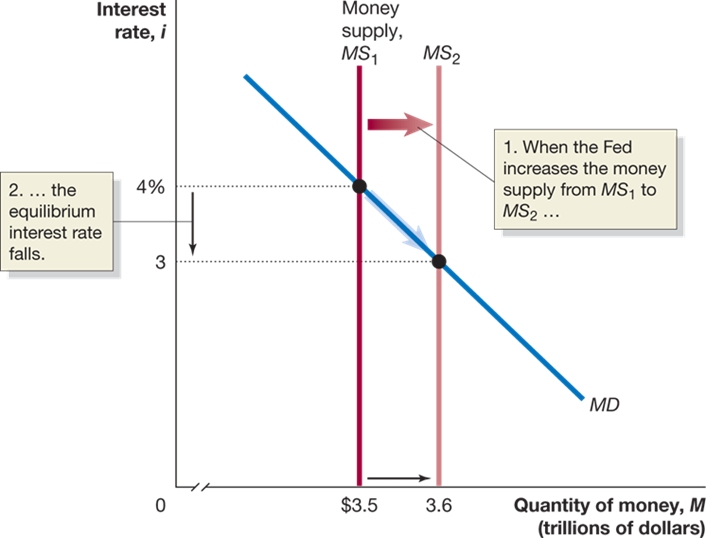 Interest
rate, i
Money
supply,
MS₁
MS₂
1. When the Fed
increases the money
supply from MS₁ to
MS₂ ...
2. ... the
equilibrium
interest rate
falls.
4%
3
MD
0
$3.5
3.6
Quantity of money, M
(trillions of dollars)